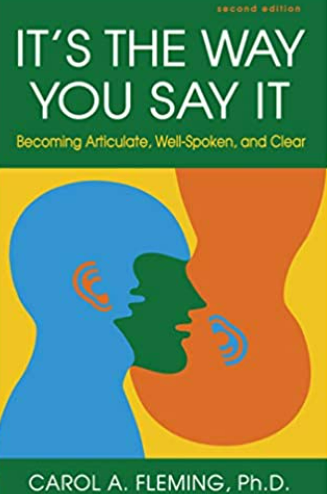 second edition
IT'S THE WAY
YOU SAY IT
Becoming Articulate, Well-Spoken, and Clear
CAROL A. FLEMING, Ph.D.